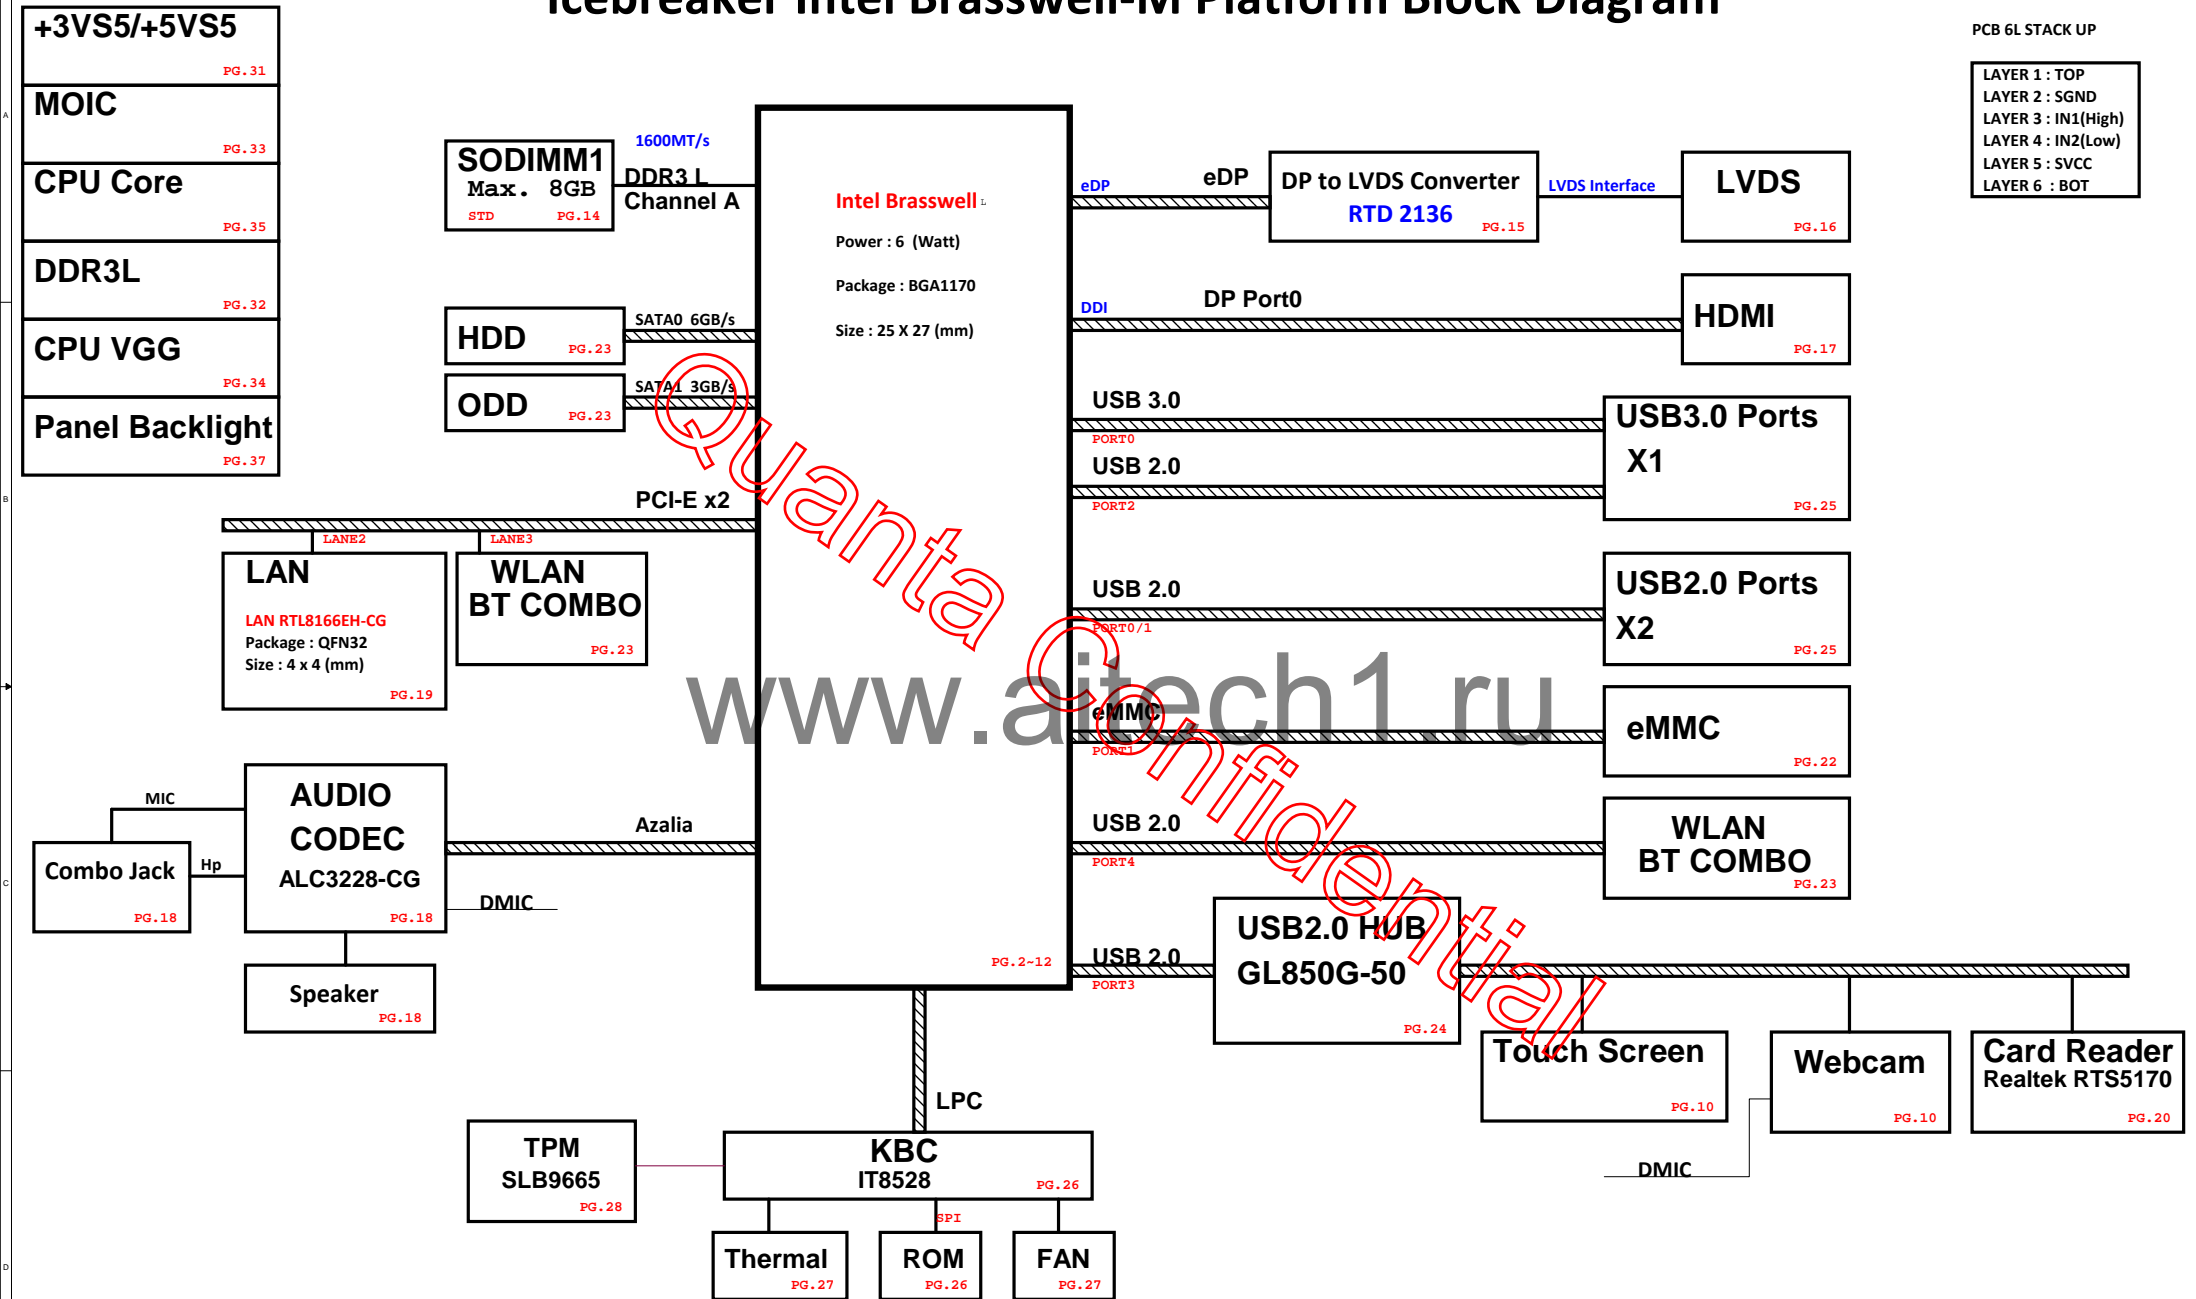 Icebreaker Intel Brasswell-M Platform Block Diagram
+3VS5/+5VS5
PG.31
MOIC
PG.33
CPU Core
PG.35
DDR3L
PG.32
CPU VGG
PG.34
Panel Backlight
PG.37
PCB 6L STACK UP
LAYER 1 : TOP
LAYER 2 : SGND
LAYER 3 : IN1(High)
LAYER 4 : IN2(Low)
LAYER 5 : SVCC
LAYER 6 : BOT
SODIMM1
Max. 8GB
STD PG.14
1600MT/s
DDR3 L
Channel A
HDD
PG.23
SATA0 6GB/s
ODD
PG.23
SATA1 3GB/s
PCI-E x2
LANE2
LANE3
LAN
LAN RTL8166EH-CG
Package : QFN32
Size : 4 x 4 (mm)
PG.19
WLAN
BT COMBO
PG.23
AUDIO
CODEC
ALC3228-CG
PG.18
MIC
Hp
Combo Jack
PG.18
Azalia
DMIC
Speaker
PG.18
Intel Brasswell L
Power : 6 (Watt)
Package : BGA1170
Size : 25 X 27 (mm)
PG.2~12
eDP
eDP
DP to LVDS Converter
RTD 2136
PG.15
LVDS Interface
LVDS
PG.16
DDI
DP Port0
HDMI
PG.17
USB 3.0
PORT0
USB 2.0
PORT2
USB3.0 Ports
X1
PG.25
USB 2.0
PORT0/1
USB2.0 Ports
X2
PG.25
eMMC
PORT1
eMMC
PG.22
USB 2.0
PORT4
WLAN
BT COMBO
PG.23
USB 2.0
PORT3
USB2.0 HUB
GL850G-50
PG.24
Touch Screen
PG.10
Webcam
PG.10
Card Reader
Realtek RTS5170
PG.20
DMIC
LPC
TPM
SLB9665
PG.28
KBC
IT8528
PG.26
SPI
Thermal
PG.27
ROM
PG.26
FAN
PG.27
Quanta Confidential
www.aitech1.ru
A
B
C
D